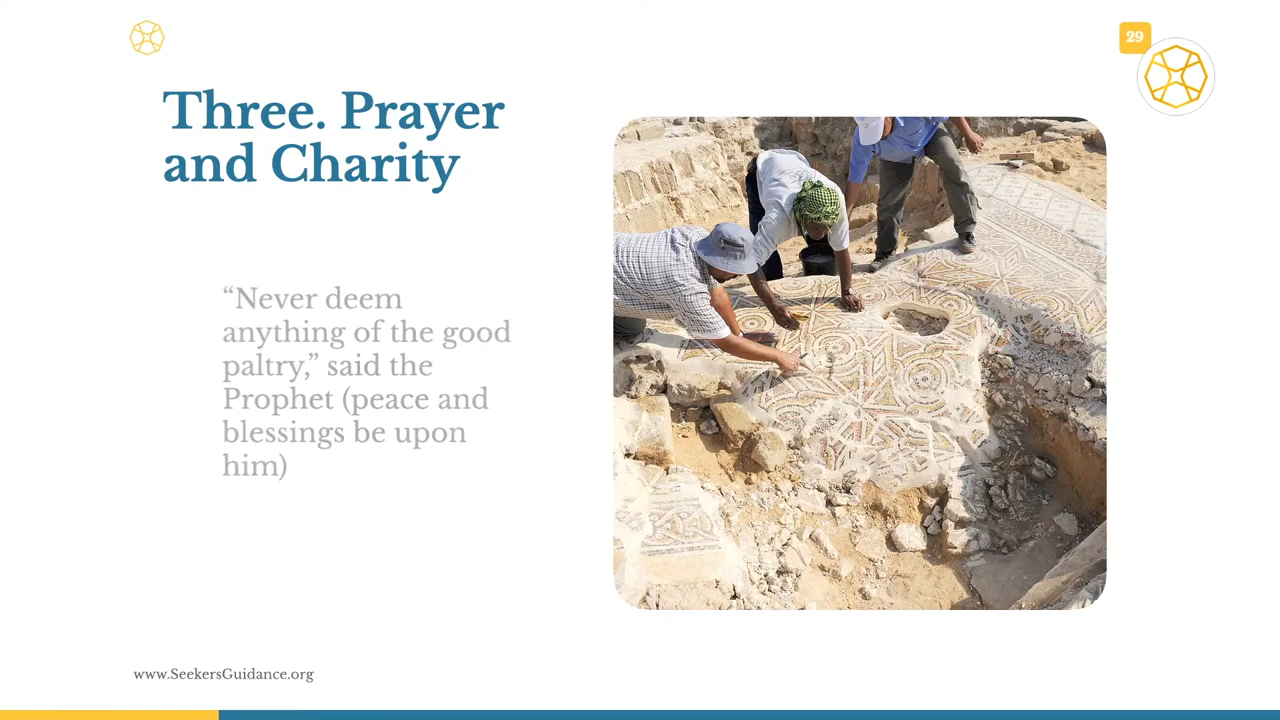 29
Three. Prayer
and Charity
“Never deem
anything of the good
paltry,” said the
Prophet (peace and
blessings be upon
him)
www.SeekersGuidance.org